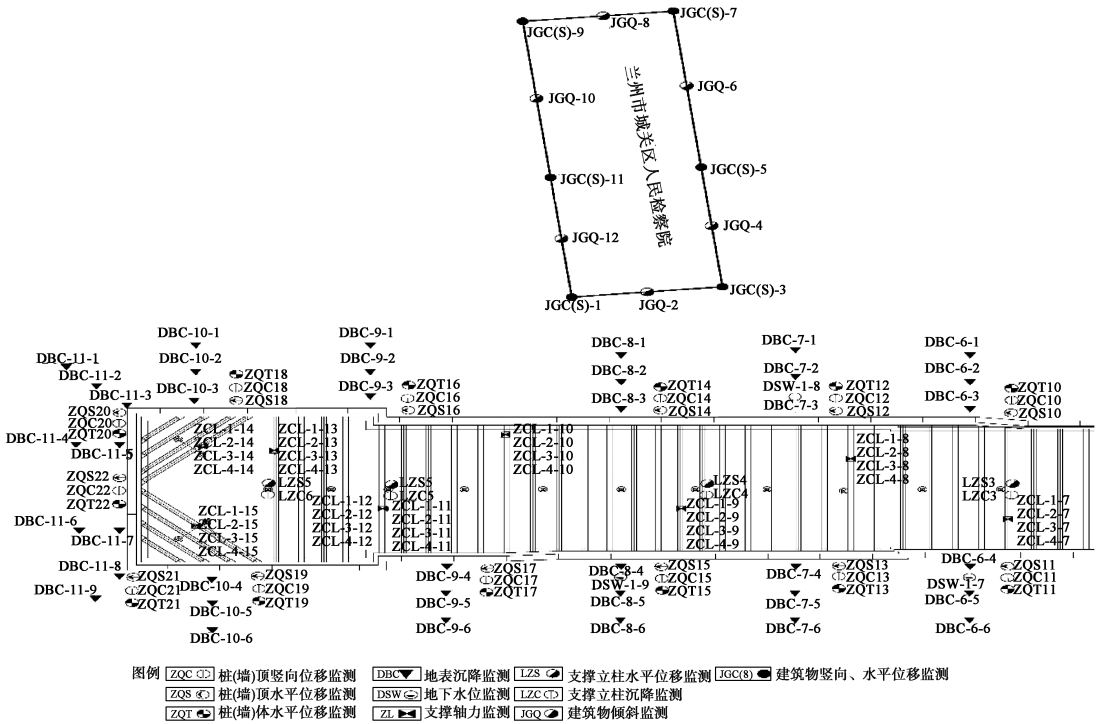 JGC(S)-9
JGQ-8
JGC(S)-7
JGQ-10
JGQ-6
兰州市城关区人民检察院
JGC(S)-11
JGC(S)-5
JGQ-12
JGQ-4
JGC(S)-1
JGQ-2
JGC(S)-3
DBC-11-1
DBC-11-2
DBC-11-3
DBC-10-1
DBC-10-2
DBC-10-3
ZQT18
ZQC18
ZQS18
DBC-9-1
DBC-9-2
DBC-9-3
ZQT16
ZQC16
ZQS16
DBC-8-1
DBC-8-2
DBC-8-3
ZQT14
ZQC14
ZQS14
DBC-7-1
DBC-7-2
DSW-1-8
DBC-7-3
ZQT12
ZQC12
ZQS12
DBC-6-1
DBC-6-2
DBC-6-3
ZQT10
ZQC10
ZQS10
ZQS20
ZQC20
ZQT20
DBC-11-4
DBC-11-5
ZQS22
ZQC22
ZQT22
DBC-11-6
DBC-11-7
DBC-11-8
DBC-11-9
ZCL-1-14
ZCL-2-14
ZCL-3-14
ZCL-4-14
ZCL-1-13
ZCL-2-13
ZCL-3-13
ZCL-4-13
LZS5
LZC6
ZCL-1-15
ZCL-2-15
ZCL-3-15
ZCL-4-15
ZCL-1-12
ZCL-2-12
ZCL-3-12
ZCL-4-12
LZS5
LZC5
ZCL-1-11
ZCL-2-11
ZCL-3-11
ZCL-4-11
ZCL-1-10
ZCL-2-10
ZCL-3-10
ZCL-4-10
LZS4
LZC4
ZCL-1-9
ZCL-2-9
ZCL-3-9
ZCL-4-9
ZCL-1-8
ZCL-2-8
ZCL-3-8
ZCL-4-8
LZS3
LZC3
ZCL-1-7
ZCL-2-7
ZCL-3-7
ZCL-4-7
ZQS21
ZQC21
ZQT21
DBC-10-4
DBC-10-5
DBC-10-6
ZQS19
ZQC19
ZQT19
DBC-9-4
DBC-9-5
DBC-9-6
ZQS17
ZQC17
ZQT17
DBC-8-4
DSW-1-9
DBC-8-5
DBC-8-6
ZQS15
ZQC15
ZQT15
DBC-7-4
DBC-7-5
DBC-7-6
ZQS13
ZQC13
ZQT13
DBC-6-4
DSW-1-7
DBC-6-5
DBC-6-6
ZQS11
ZQC11
ZQT11
图例 ZQC 桩(墙)顶竖向位移监测 DBC 地表沉降监测 LZS 支撑立柱水平位移监测 JGC(8) 建筑物竖向、水平位移监测
ZQS 桩(墙)顶水平位移监测 DSW 地下水位监测 LZC 支撑立柱沉降监测
ZQT 桩(墙)体水平位移监测 ZL 支撑轴力监测 JGQ 建筑物倾斜监测